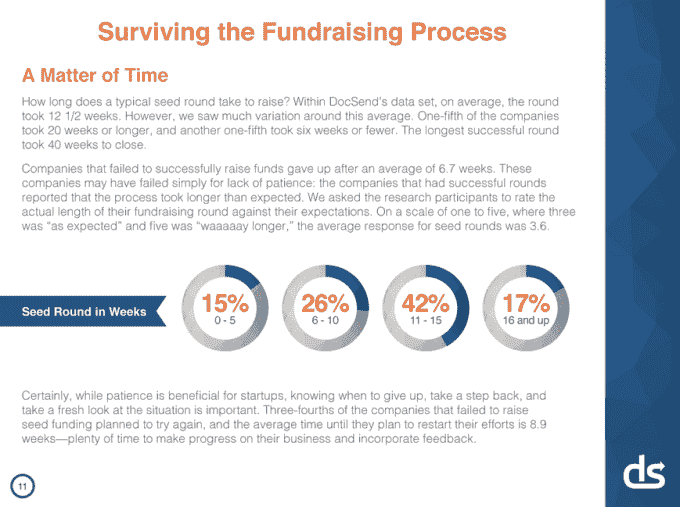 Surviving the Fundraising Process
A Matter of Time
How long does a typical seed round take to raise? Within DocSend's data set, on average, the round
took 12 1/2 weeks. However, we saw much variation around this average. One-fifth of the companies
took 20 weeks or longer, and another one-fifth took six weeks or fewer. The longest successful round
took 40 weeks to close.
Companies that failed to successfully raise funds gave up after an average of 6.7 weeks. These
companies may have failed simply for lack of patience: the companies that had successful rounds
reported that the process took longer than expected. We asked the research participants to rate the
actual length of their fundraising round against their expectations. On a scale of one to five, where three
was “as expected” and five was “waaaaay longer,” the average response for seed rounds was 3.6.
Seed Round in Weeks
15%
0 - 5
26%
6 - 10
42%
11 - 15
17%
16 and up
Certainly, while patience is beneficial for startups, knowing when to give up, take a step back, and
take a fresh look at the situation is important. Three-fourths of the companies that failed to raise
seed funding planned to try again, and the average time until they plan to restart their efforts is 8.9
weeks—plenty of time to make progress on their business and incorporate feedback.
11
ds